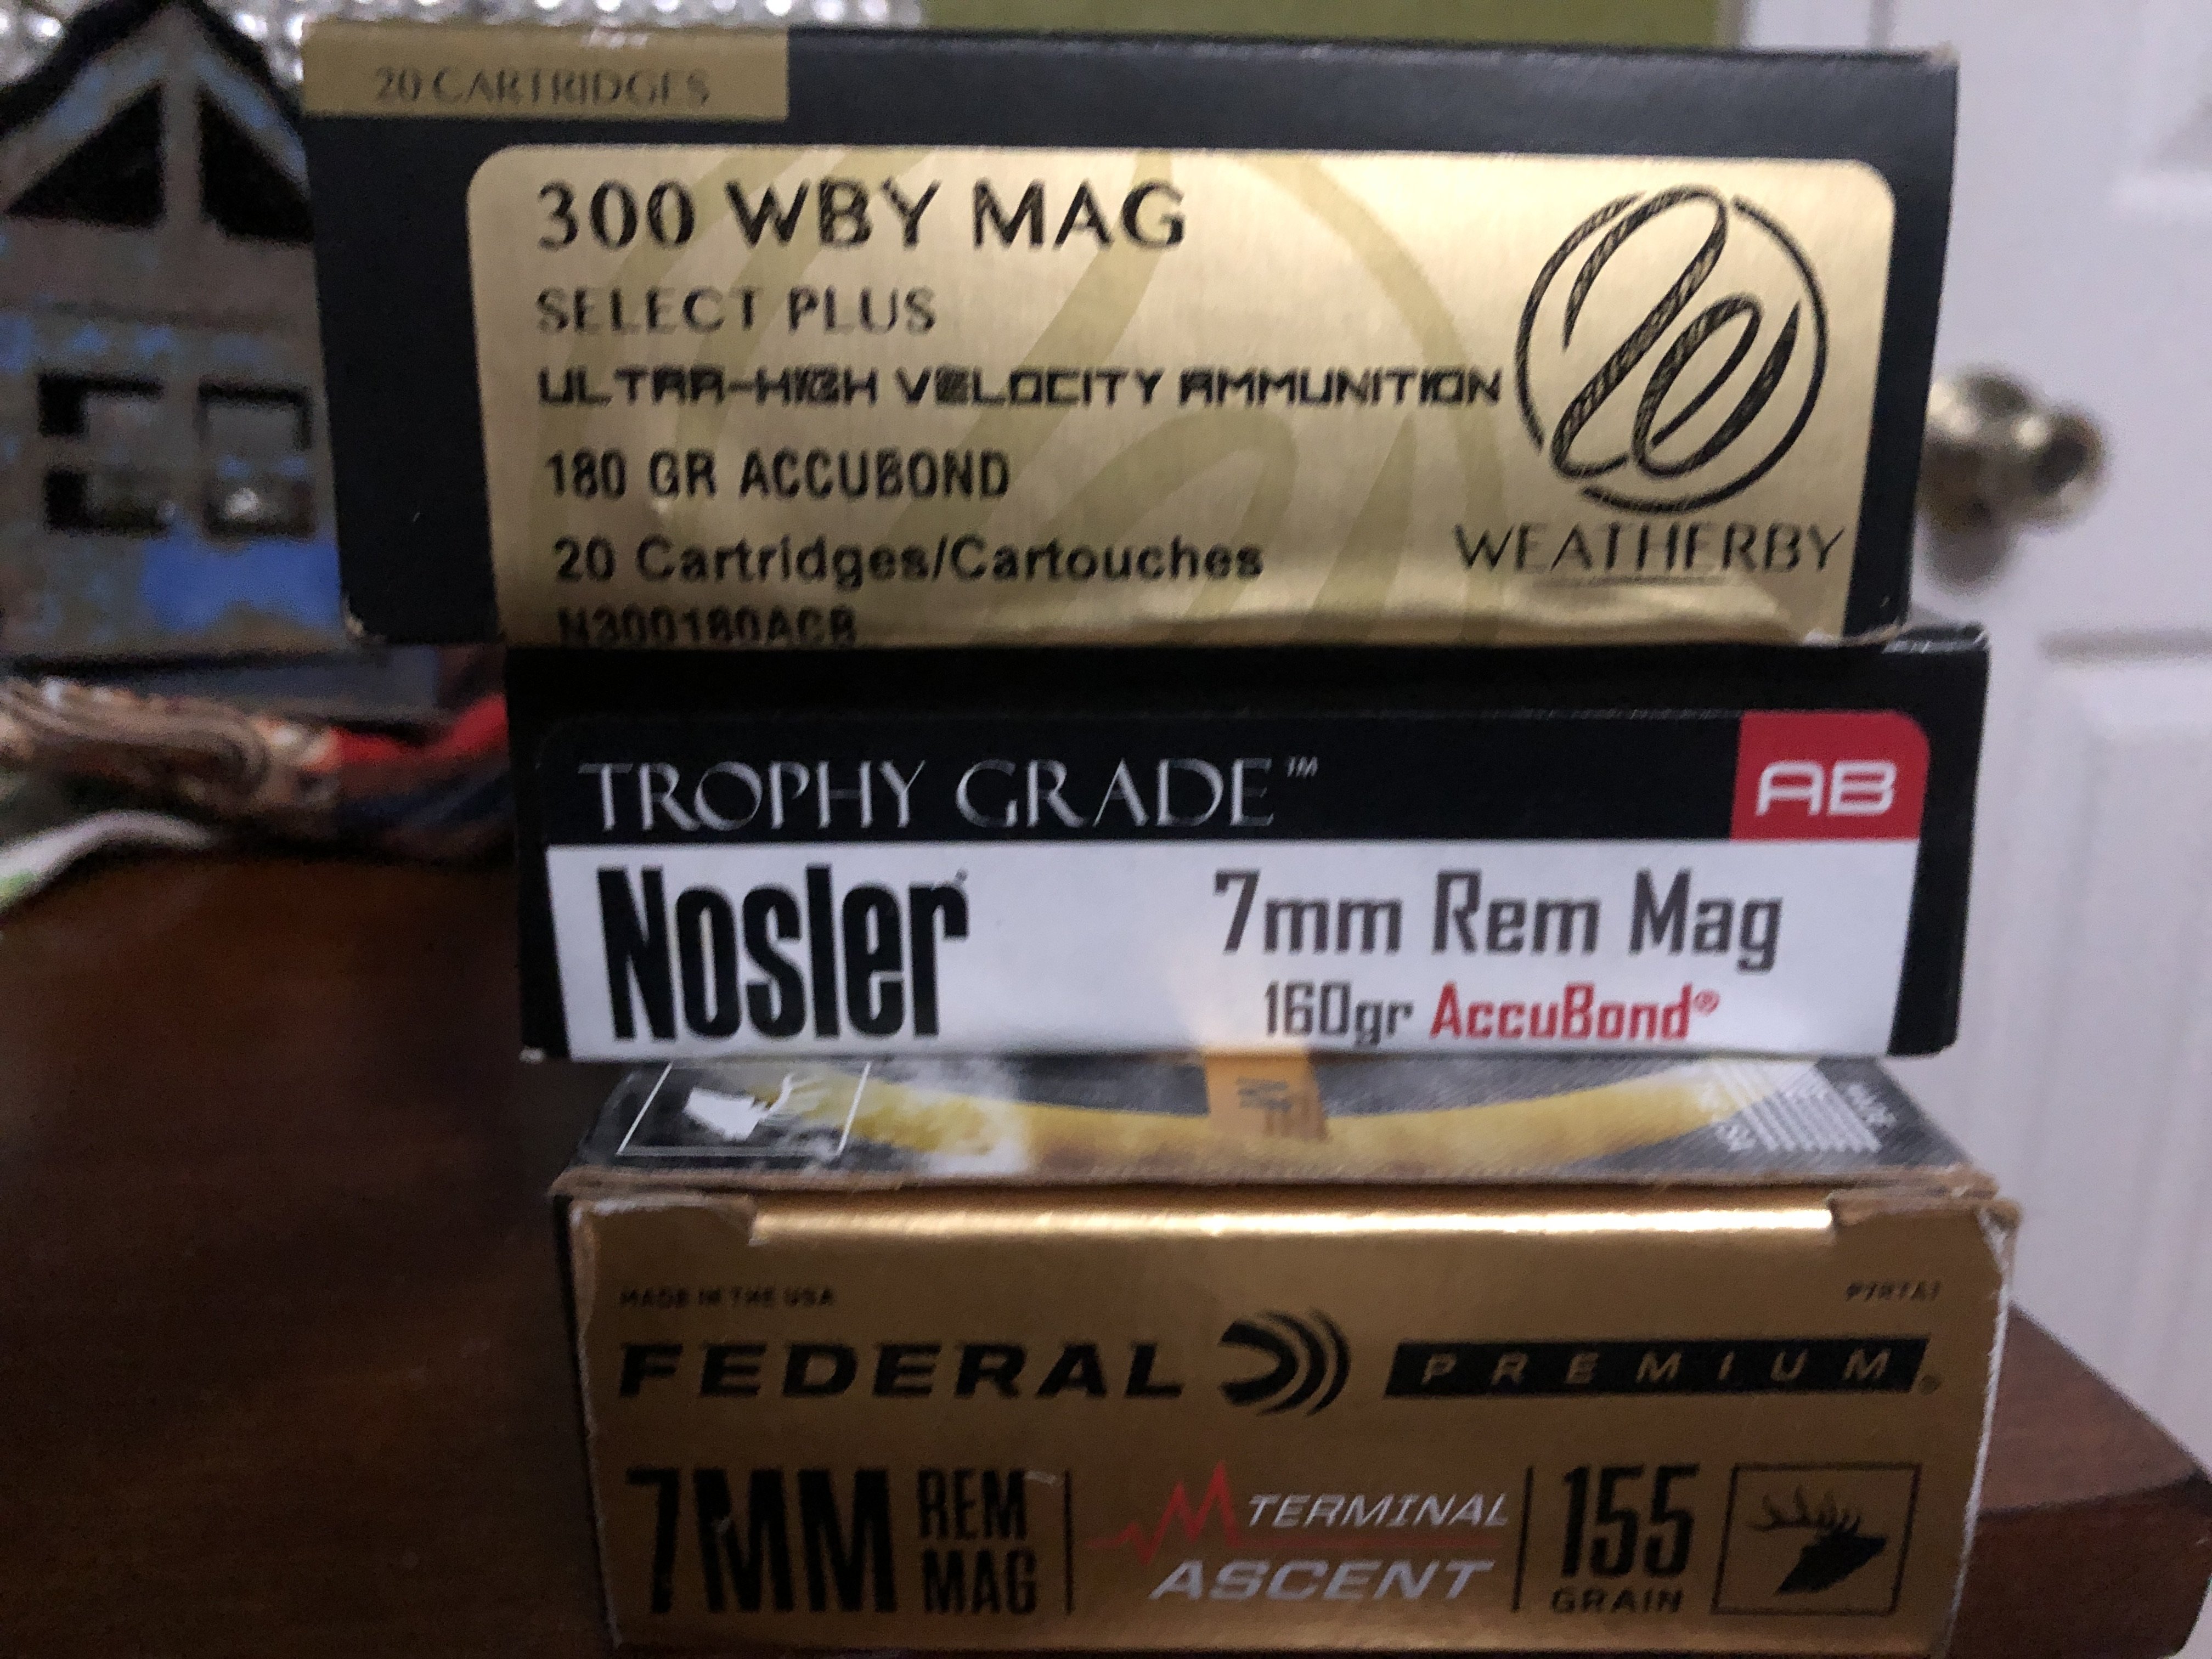 20 CARTRIDGES
300 WBY MAG
SELECT PLUS
ULTRA-HIGH VELOCITY AMMUNITION
180 GR ACCUBOND
20 Cartridges/Cartouches
N300180ACB
WEATHERBY
TROPHY GRADE™
AB
Nosler®
7mm Rem Mag
160gr AccuBond®
MADE IN THE USA
FEDERAL PREMIUM®
7MM REM MAG
TERMINAL ASCENT
155 GRAIN